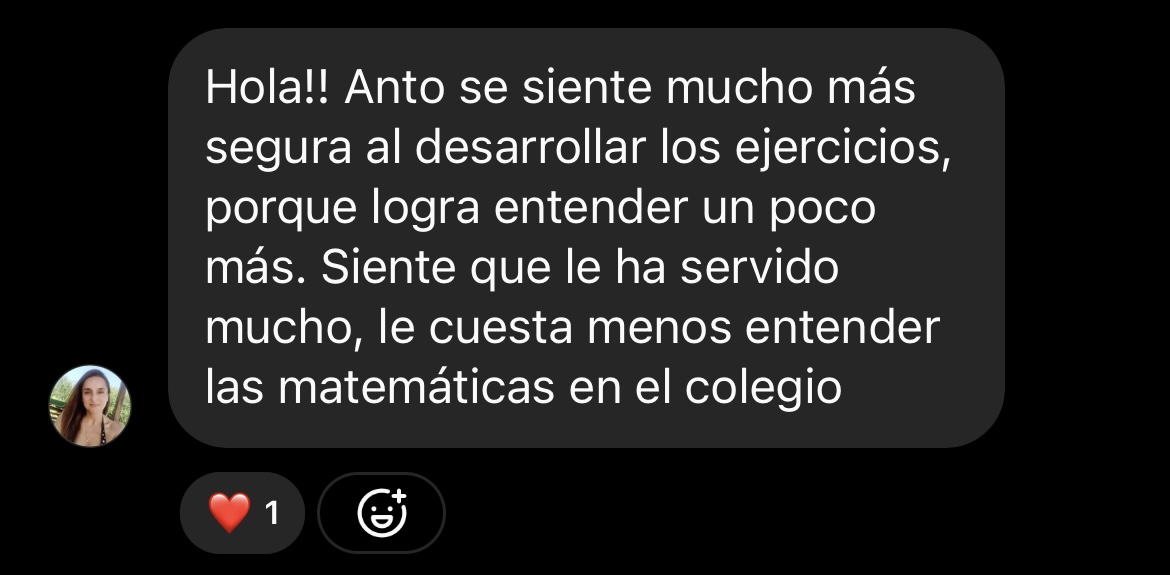 Hola!! Anto se siente mucho más
segura al desarrollar los ejercicios,
porque logra entender un poco
más. Siente que le ha servido
mucho, le cuesta menos entender
las matemáticas en el colegio
❤️ 1